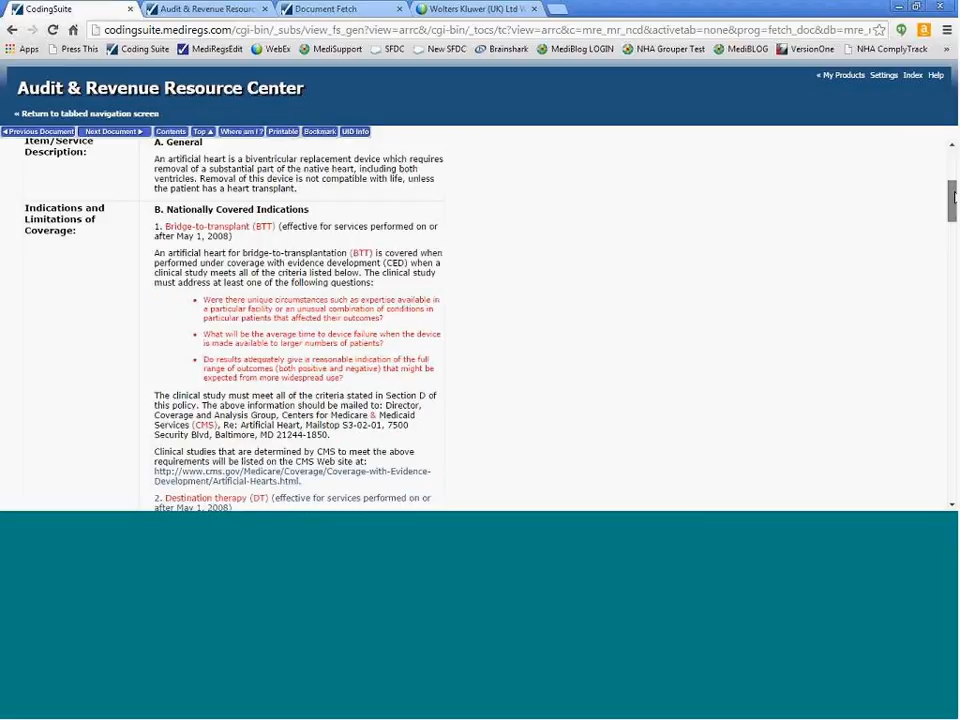 CodingSuite
Audit & Revenue Resourc
Document Fetch
Wolters Kluwer (UK) Ltd V
codingsuite.mediregs.com/cgi-bin/_subs/view_fs_gen?view=arrc&/cgi-bin/_tocs/tc?view=arrc&c=mre_mr_ncd&activetab=none&prog=fetch_doc&db=mre_r
Apps
Press This
Coding Suite
MediRegsEdit
WebEx
MediSupport
SFDC
New SFDC
Brainshark
MediBlog LOGIN
NHA Grouper Test
MediBLOG
VersionOne
NHA ComplyTrack
« My Products Settings Index Help
Audit & Revenue Resource Center
« Return to tabbed navigation screen
Previous Document
Next Document
Contents
Top
Where am I?
Printable
Bookmark
UID Info
Item/Service
Description:
A. General
An artificial heart is a biventricular replacement device which requires
removal of a substantial part of the native heart, including both
ventricles. Removal of this device is not compatible with life, unless
the patient has a heart transplant.
Indications and
Limitations of
Coverage:
B. Nationally Covered Indications
1. Bridge-to-transplant (BTT) (effective for services performed on or
after May 1, 2008)
An artificial heart for bridge-to-transplantation (BTT) is covered when
performed under coverage with evidence development (CED) when a
clinical study meets all of the criteria listed below. The clinical study
must address at least one of the following questions:
• Were there unique circumstances such as expertise available in
a particular facility or an unusual combination of conditions in
particular patients that affected their outcomes?
• What will be the average time to device failure when the device
is made available to larger numbers of patients?
• Do results adequately give a reasonable indication of the full
range of outcomes (both positive and negative) that might be
expected from more widespread use?
The clinical study must meet all of the criteria stated in Section D of
this policy. The above information should be mailed to: Director,
Coverage and Analysis Group, Centers for Medicare & Medicaid
Services (CMS), Re: Artificial Heart, Mailstop S3-02-01, 7500
Security Blvd, Baltimore, MD 21244-1850.
Clinical studies that are determined by CMS to meet the above
requirements will be listed on the CMS Web site at:
http://www.cms.gov/Medicare/Coverage/Coverage-with-Evidence-
Development/Artificial-Hearts.html.
2. Destination therapy (DT) (effective for services performed on or
after May 1, 2008)